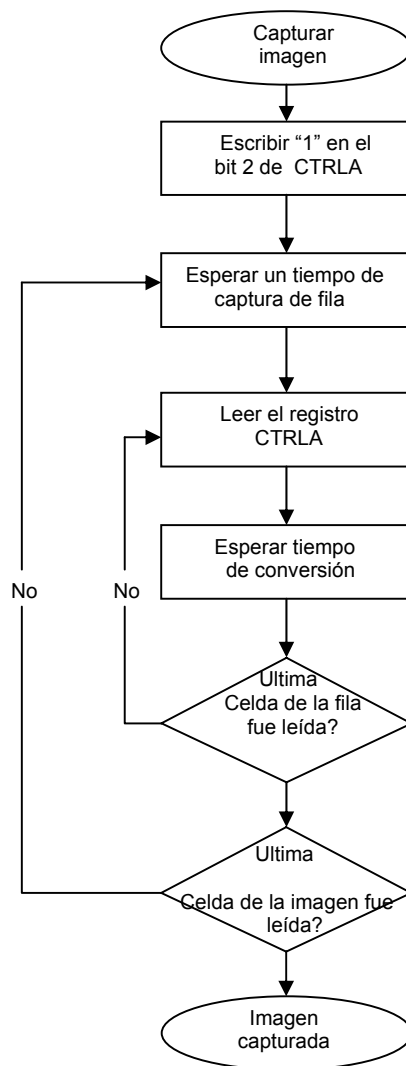 Capturar
imagen
Escribir “1” en el
bit 2 de CTRLA
Esperar un tiempo de
captura de fila
Leer el registro
CTRLA
Esperar tiempo
de conversión
No
No
Ultima
Celda de la fila
fue leída?
Ultima
Celda de la imagen fue
leída?
Imagen
capturada